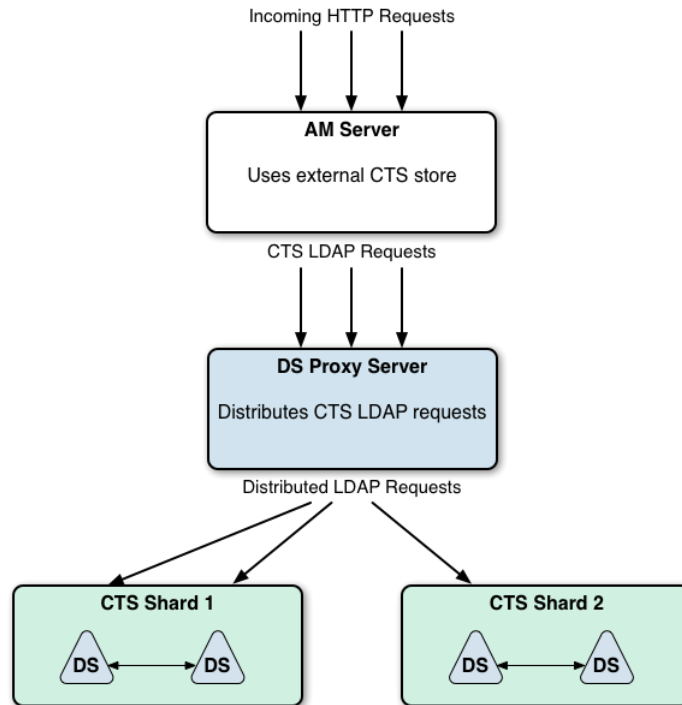 Incoming HTTP Requests
AM Server
Uses external CTS store
CTS LDAP Requests
DS Proxy Server
Distributes CTS LDAP requests
Distributed LDAP Requests
CTS Shard 1
DS DS
CTS Shard 2
DS DS